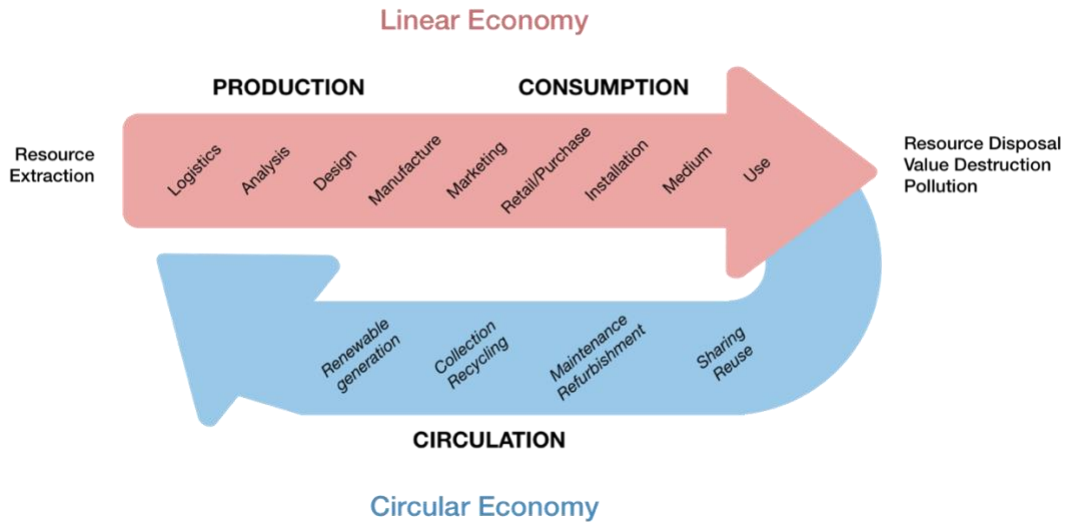 Linear Economy
PRODUCTION
CONSUMPTION
Resource
Extraction
Logistics
Analysis
Design
Manufacture
Marketing
Retail/Purchase
Installation
Medium
Use
Resource Disposal
Value Destruction
Pollution
Renewable
generation
Collection
Recycling
Maintenance
Refurbishment
Sharing
Reuse
CIRCULATION
Circular Economy